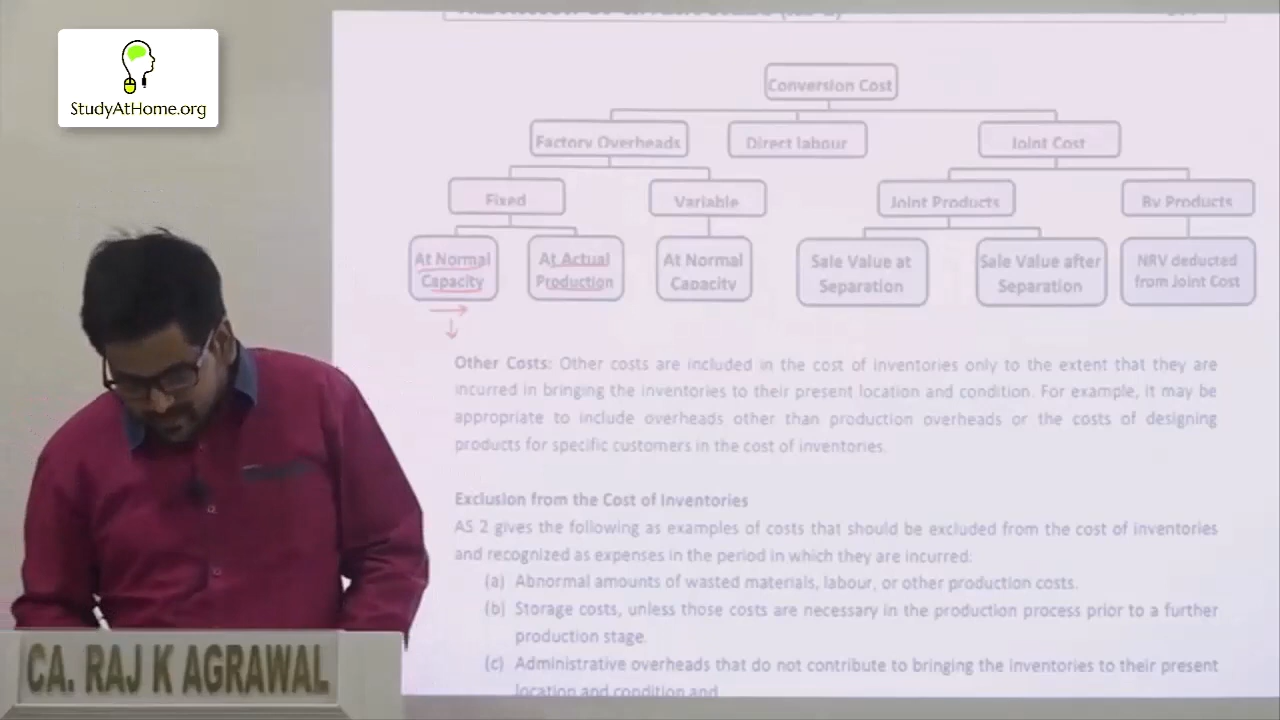 StudyAtHome.org
Conversion Cost
Factory Overheads
Direct labour
Joint Cost
Fixed
Variable
Joint Products
By Products
At Normal
Capacity
At Actual
Production
At Normal
Capacity
Sale Value at
Separation
Sale Value after
Separation
NRV deducted
from Joint Cost
Other Costs: Other costs are included in the cost of inventories only to the extent that they are
incurred in bringing the inventories to their present location and condition. For example, it may be
appropriate to include overheads other than production overheads or the costs of designing
products for specific customers in the cost of inventories.
Exclusion from the Cost of Inventories
AS 2 gives the following as examples of costs that should be excluded from the cost of inventories
and recognized as expenses in the period in which they are incurred:
(a) Abnormal amounts of wasted materials, labour, or other production costs.
(b) Storage costs, unless those costs are necessary in the production process prior to a further
production stage.
(c) Administrative overheads that do not contribute to bringing the inventories to their present
location and condition and
CA. RAJ K AGRAWAL